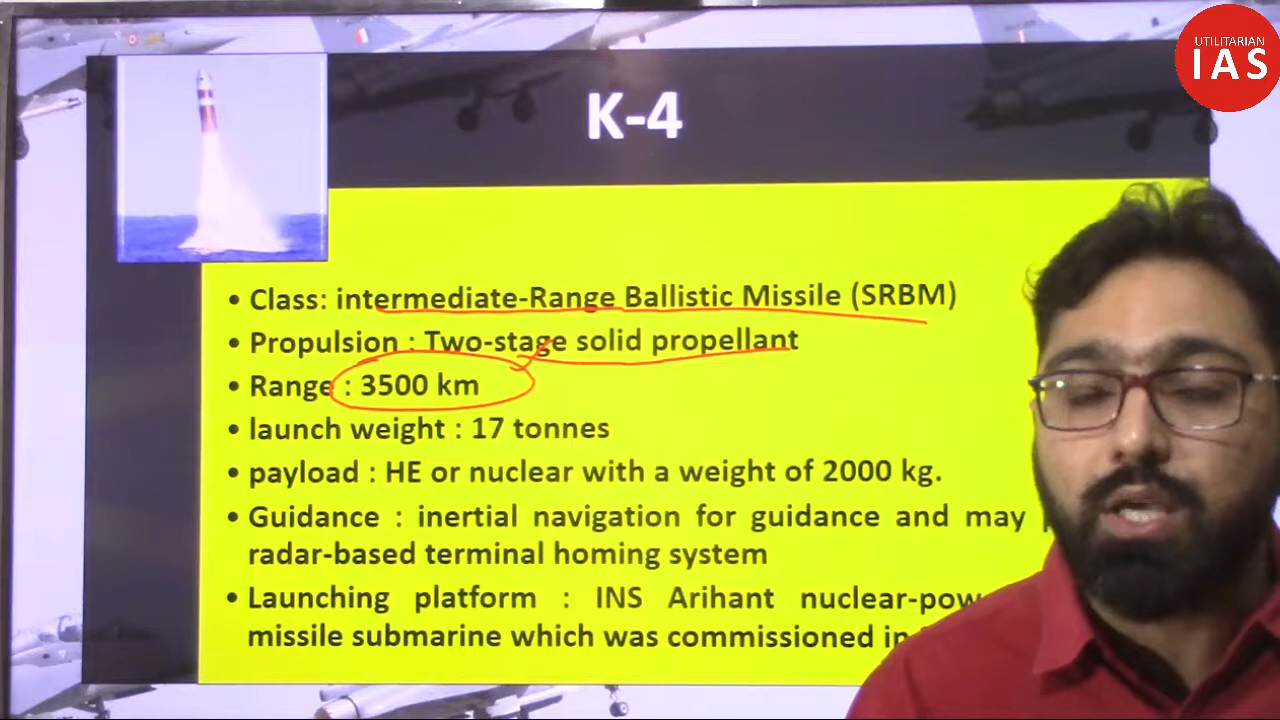 UTILITARIAN
IAS
K-4
• Class: intermediate-Range Ballistic Missile (SRBM)
• Propulsion : Two-stage solid propellant
• Range : 3500 km
• launch weight : 17 tonnes
• payload : HE or nuclear with a weight of 2000 kg.
• Guidance : inertial navigation for guidance and may
radar-based terminal homing system
• Launching platform : INS Arihant
missile submarine which was commissioned in